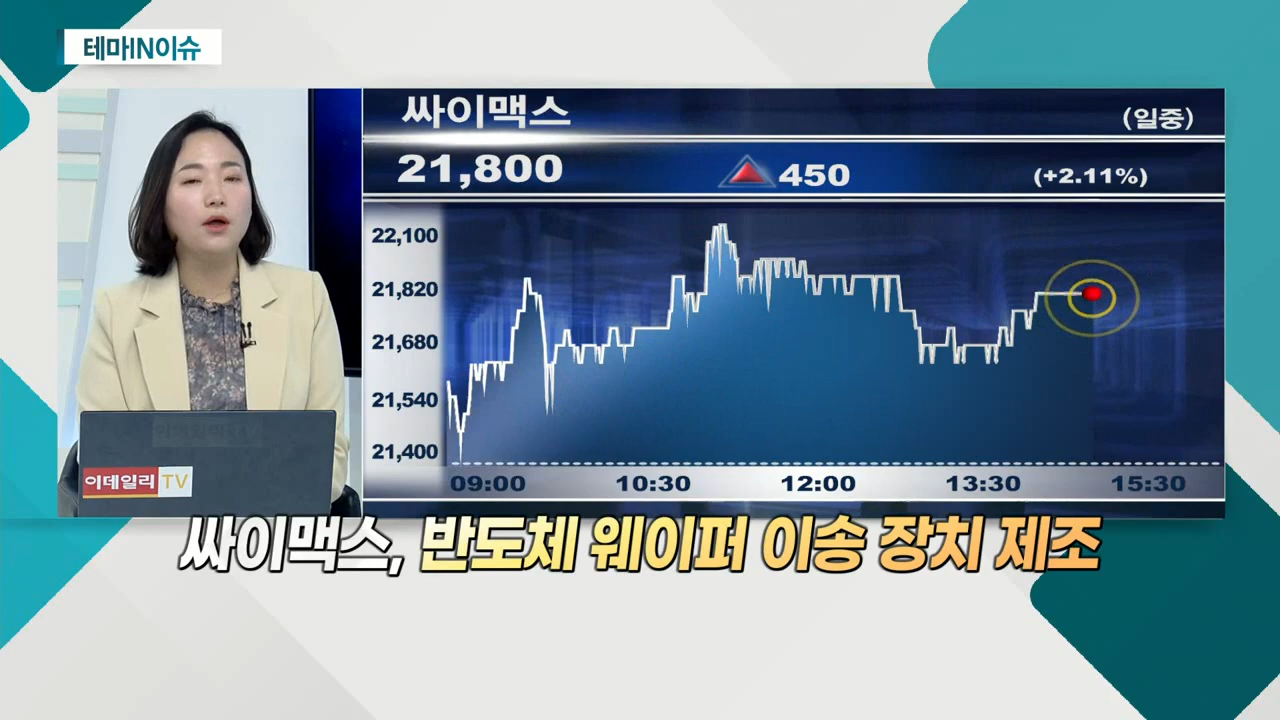 테마IN이슈
싸이맥스
(일중)
21,800
450
(+2.11%)
22,100
21,820
21,680
21,540
21,400
09:00
10:30
12:00
13:30
15:30
이데일리TV
싸이맥스, 반도체 웨이퍼 이송 장치 제조